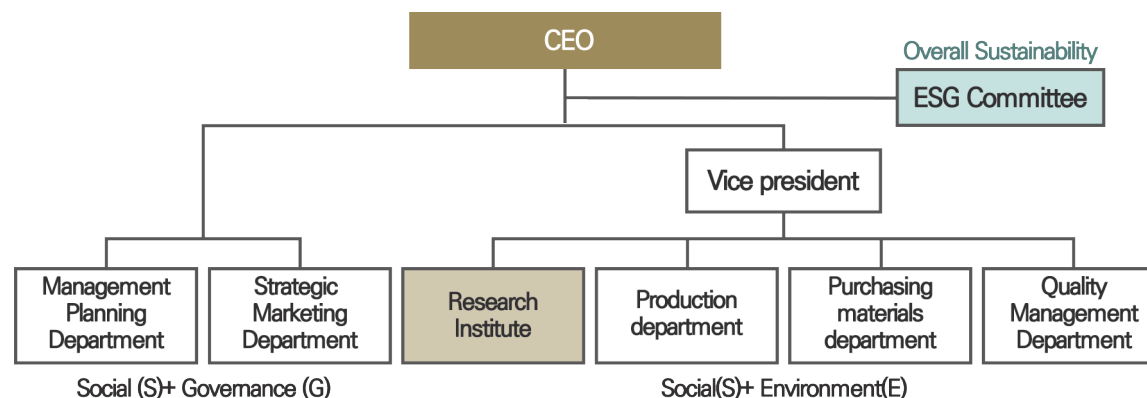 CEO
Overall Sustainability
ESG Committee
Vice president
Management
Planning
Department
Strategic
Marketing
Department
Research
Institute
Production
department
Purchasing
materials
department
Quality
Management
Department
Social (S)+ Governance (G)
Social(S)+ Environment(E)